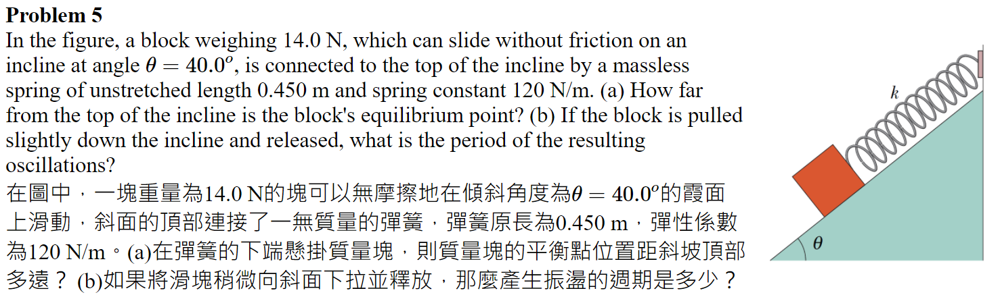 Problem 5
In the figure, a block weighing 14.0 N, which can slide without friction on an
incline at angle θ = 40.0º, is connected to the top of the incline by a massless
spring of unstretched length 0.450 m and spring constant 120 N/m. (a) How far
from the top of the incline is the block's equilibrium point? (b) If the block is pulled
slightly down the incline and released, what is the period of the resulting
oscillations?
在圖中，一塊重量為14.0 N的塊可以無摩擦地在傾斜角度為θ = 40.0º的霞面
上滑動，斜面的頂部連接了一無質量的彈簧，彈簧原長為0.450 m，彈性係數
為120 N/m。(a)在彈簧的下端懸掛質量塊，則質量塊的平衡點位置距斜坡頂部
多遠？ (b)如果將滑塊稍微向斜面下拉並釋放，那麼產生振盪的週期是多少？
k
θ